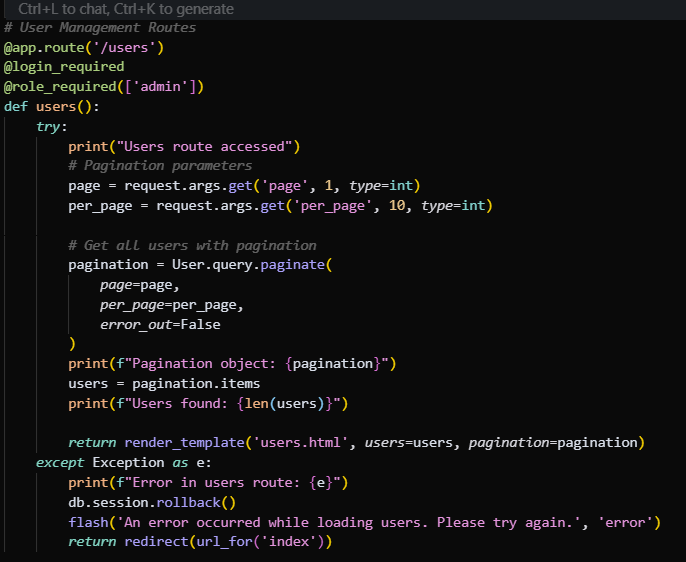 Ctrl+L to chat, Ctrl+K to generate
# User Management Routes
@app.route('/users')
@login_required
@role_required(['admin'])
def users():
    try:
        print("Users route accessed")
        # Pagination parameters
        page = request.args.get('page', 1, type=int)
        per_page = request.args.get('per_page', 10, type=int)

        # Get all users with pagination
        pagination = User.query.paginate(
            page=page,
            per_page=per_page,
            error_out=False
        )
        print(f"Pagination object: {pagination}")
        users = pagination.items
        print(f"Users found: {len(users)}")

        return render_template('users.html', users=users, pagination=pagination)
    except Exception as e:
        print(f"Error in users route: {e}")
        db.session.rollback()
        flash('An error occurred while loading users. Please try again.', 'error')
        return redirect(url_for('index'))